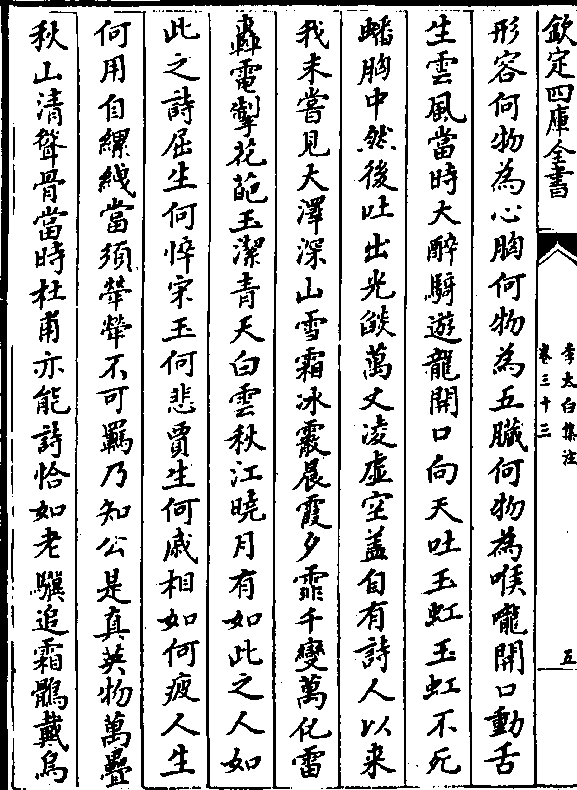 欽定四庫全書
李太白集注
卷三十三
五
形容何物為心胸何物為五臟何物為喉嚨開口動舌
生雲風當時大醉騎遊龍開口向天吐玉虹玉虹不死
蟠胸中然後吐出光燄萬丈凌虛空葢自有詩人以来
我未嘗見大澤深山雪霜冰霰晨霞夕霏千變萬化雷
轟電掣花葩玉潔青天白雲秋江曉月有如此之人如
此之詩屈生何悴宋玉何悲賈生何戚相如何疲人生
何用自縲絏當須犖犖不可羈乃知公是真英物萬疊
秋山清聳骨當時杜甫亦能詩恰如老驥追霜鶻戴烏